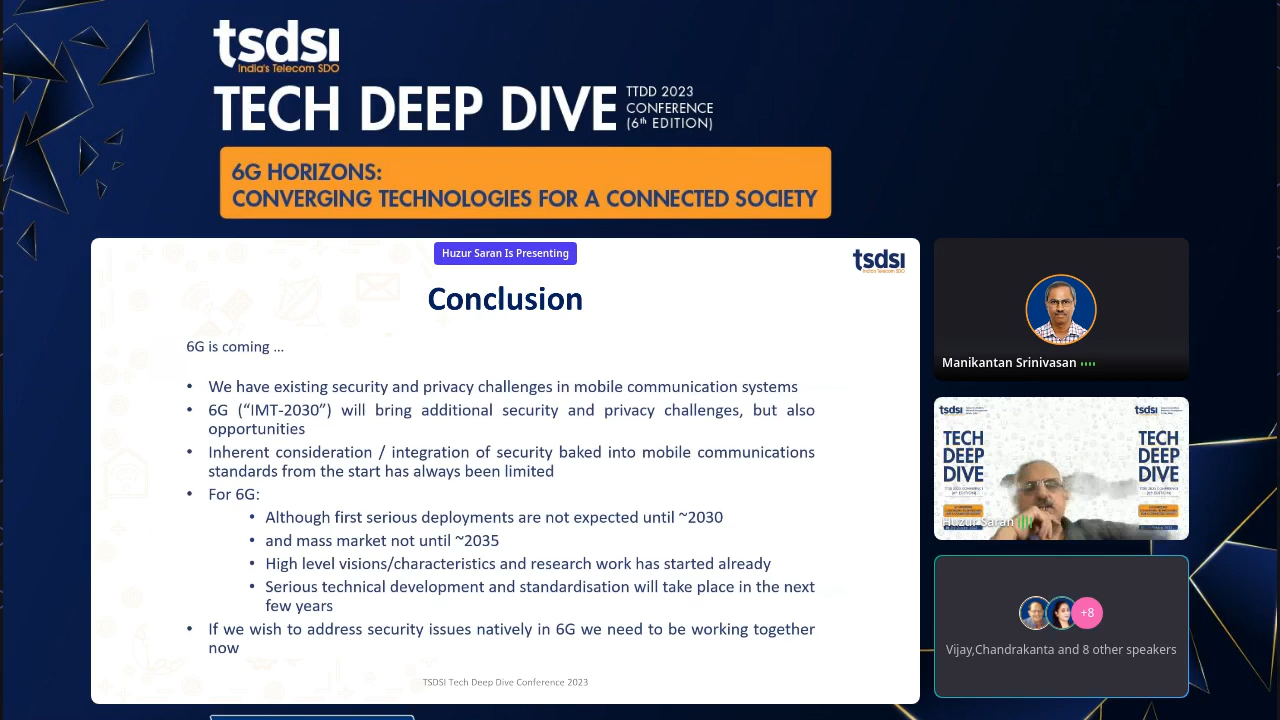 tsdsi
India's Telecom SDO
TECH DEEP DIVE
TTDD 2023
CONFERENCE
(6th EDITION)
6G HORIZONS:
CONVERGING TECHNOLOGIES FOR A CONNECTED SOCIETY
Huzur Saran Is Presenting
tsdsi
India's Telecom SDO
Conclusion
6G is coming ...
• We have existing security and privacy challenges in mobile communication systems
• 6G (“IMT-2030”) will bring additional security and privacy challenges, but also
opportunities
• Inherent consideration / integration of security baked into mobile communications
standards from the start has always been limited
• For 6G:
• Although first serious deployments are not expected until ~2030
• and mass market not until ~2035
• High level visions/characteristics and research work has started already
• Serious technical development and standardisation will take place in the next
few years
• If we wish to address security issues natively in 6G we need to be working together
now
TSDSI Tech Deep Dive Conference 2023
Manikantan Srinivasan
tsdsi
tsdsi
TECH
DEEP
DIVE
TECH
DEEP
DIVE
Huzur Saran
+8
Vijay,Chandrakanta and 8 other speakers